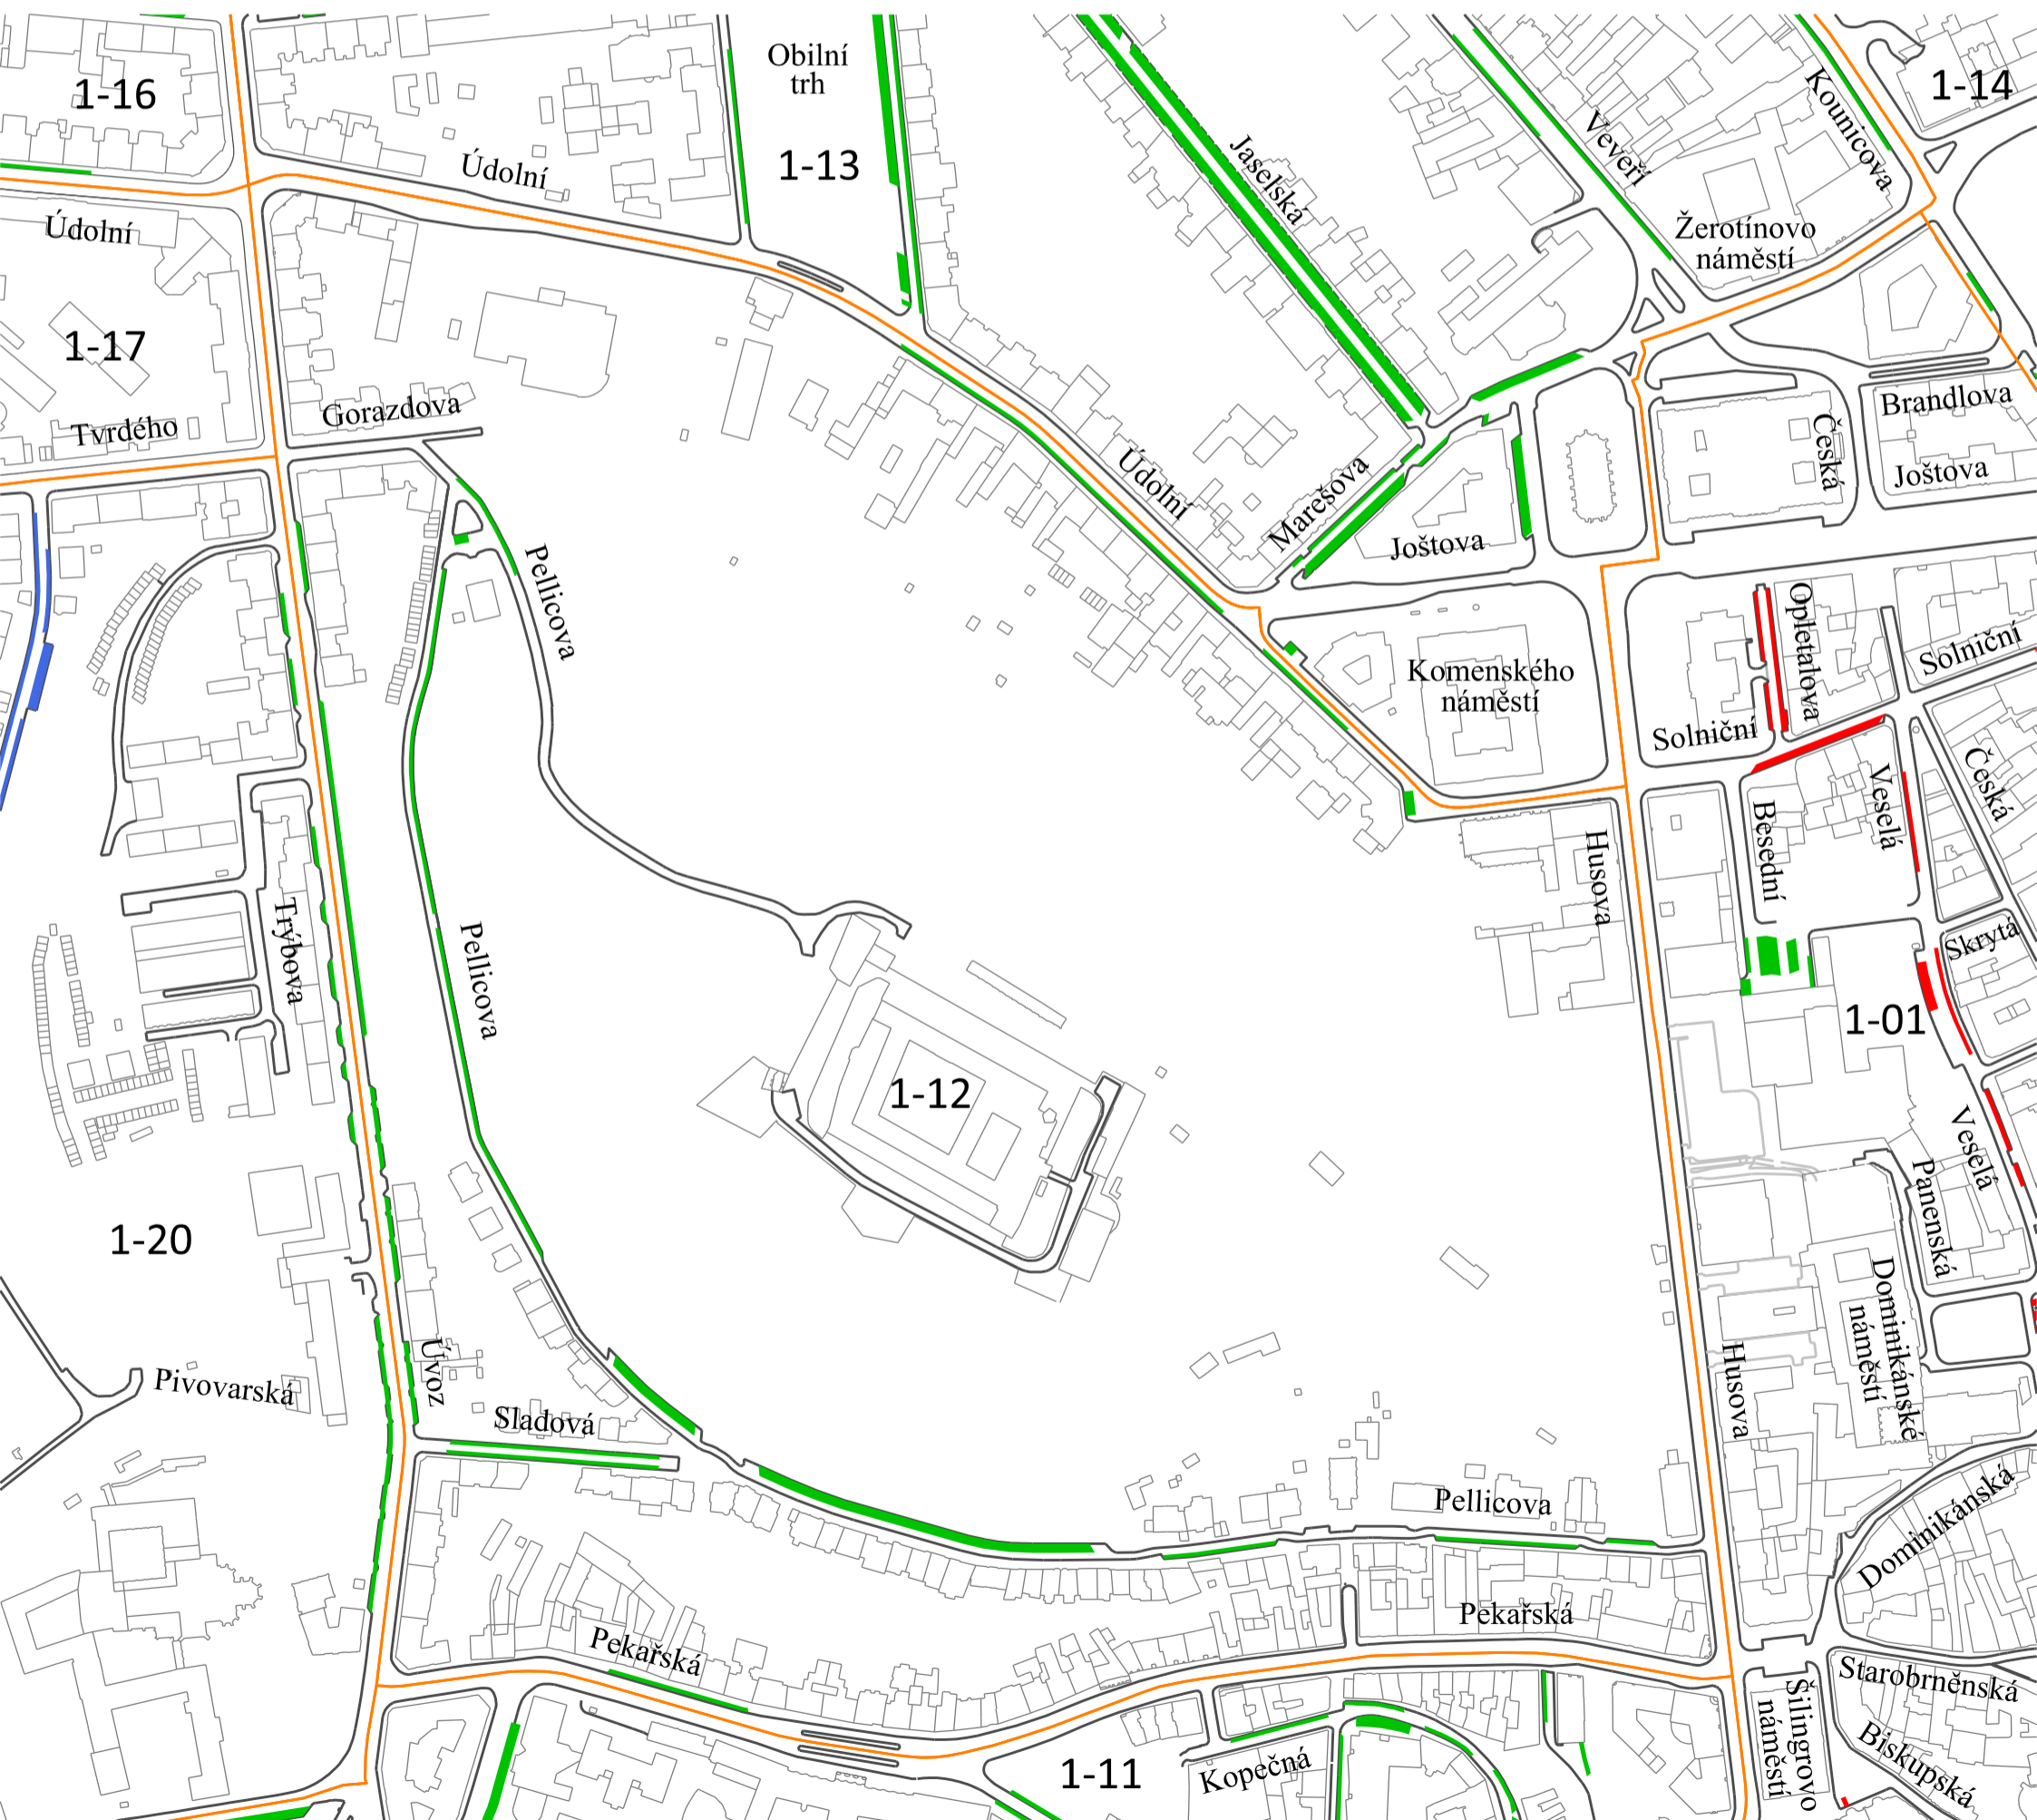 Obilní
trh
1-16
1-14
Kounicova
Veveří
Jaselská
1-13
Údolní
Údolní
Žerotínovo
náměstí
1-17
Gorazdova
Tvrdého
Brandlova
Česká
Joštova
Údolní
Marešova
Joštova
Pellicova
Opletalova
Solniční
Komenského
náměstí
Solniční
Česká
Veselá
Besední
Husova
Trýbova
Pellicova
Skrytá
1-01
1-12
Veselá
Panenská
1-20
Dominikánské
náměstí
Úvoz
Husova
Pivovarská
Sladová
Pellicova
Dominikánská
Pekařská
Pekařská
Starobrněnská
Šilingrovo
náměstí
Biskupská
1-11
Kopečná